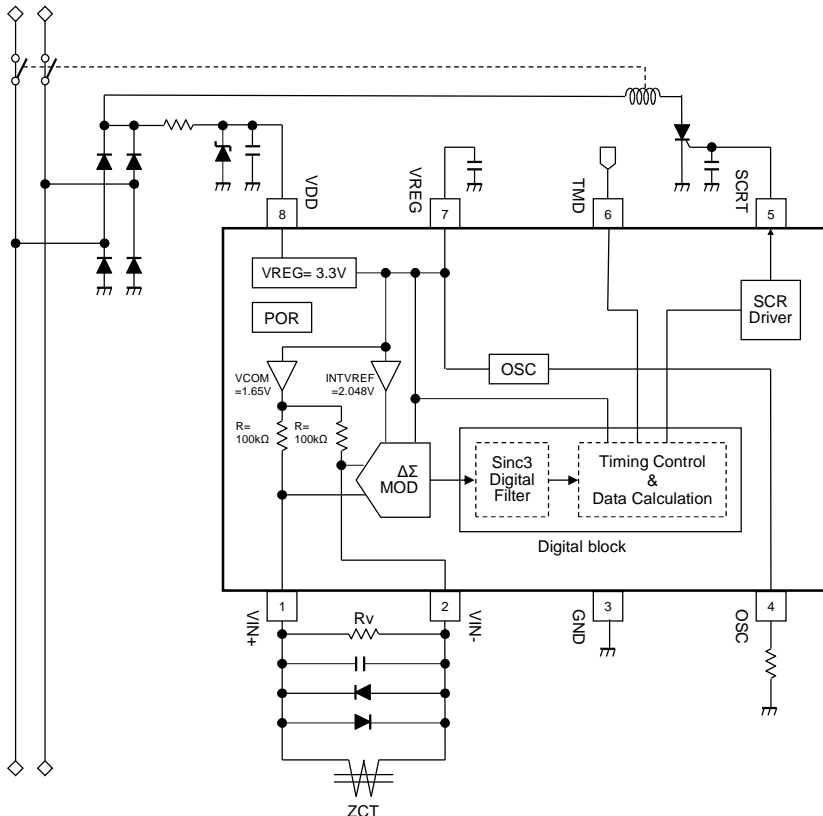 VDD
VREG
TMD
SCRT
8
7
6
5
VREG= 3.3V
POR
SCR
Driver
OSC
VCOM
=1.65V
INTVREF
=2.048V
R=
100kΩ
R=
100kΩ
ΔΣ
MOD
Sinc3
Digital
Filter
Timing Control
&
Data Calculation
Digital block
1
2
3
4
VIN+
VIN-
GND
OSC
Rv
ZCT